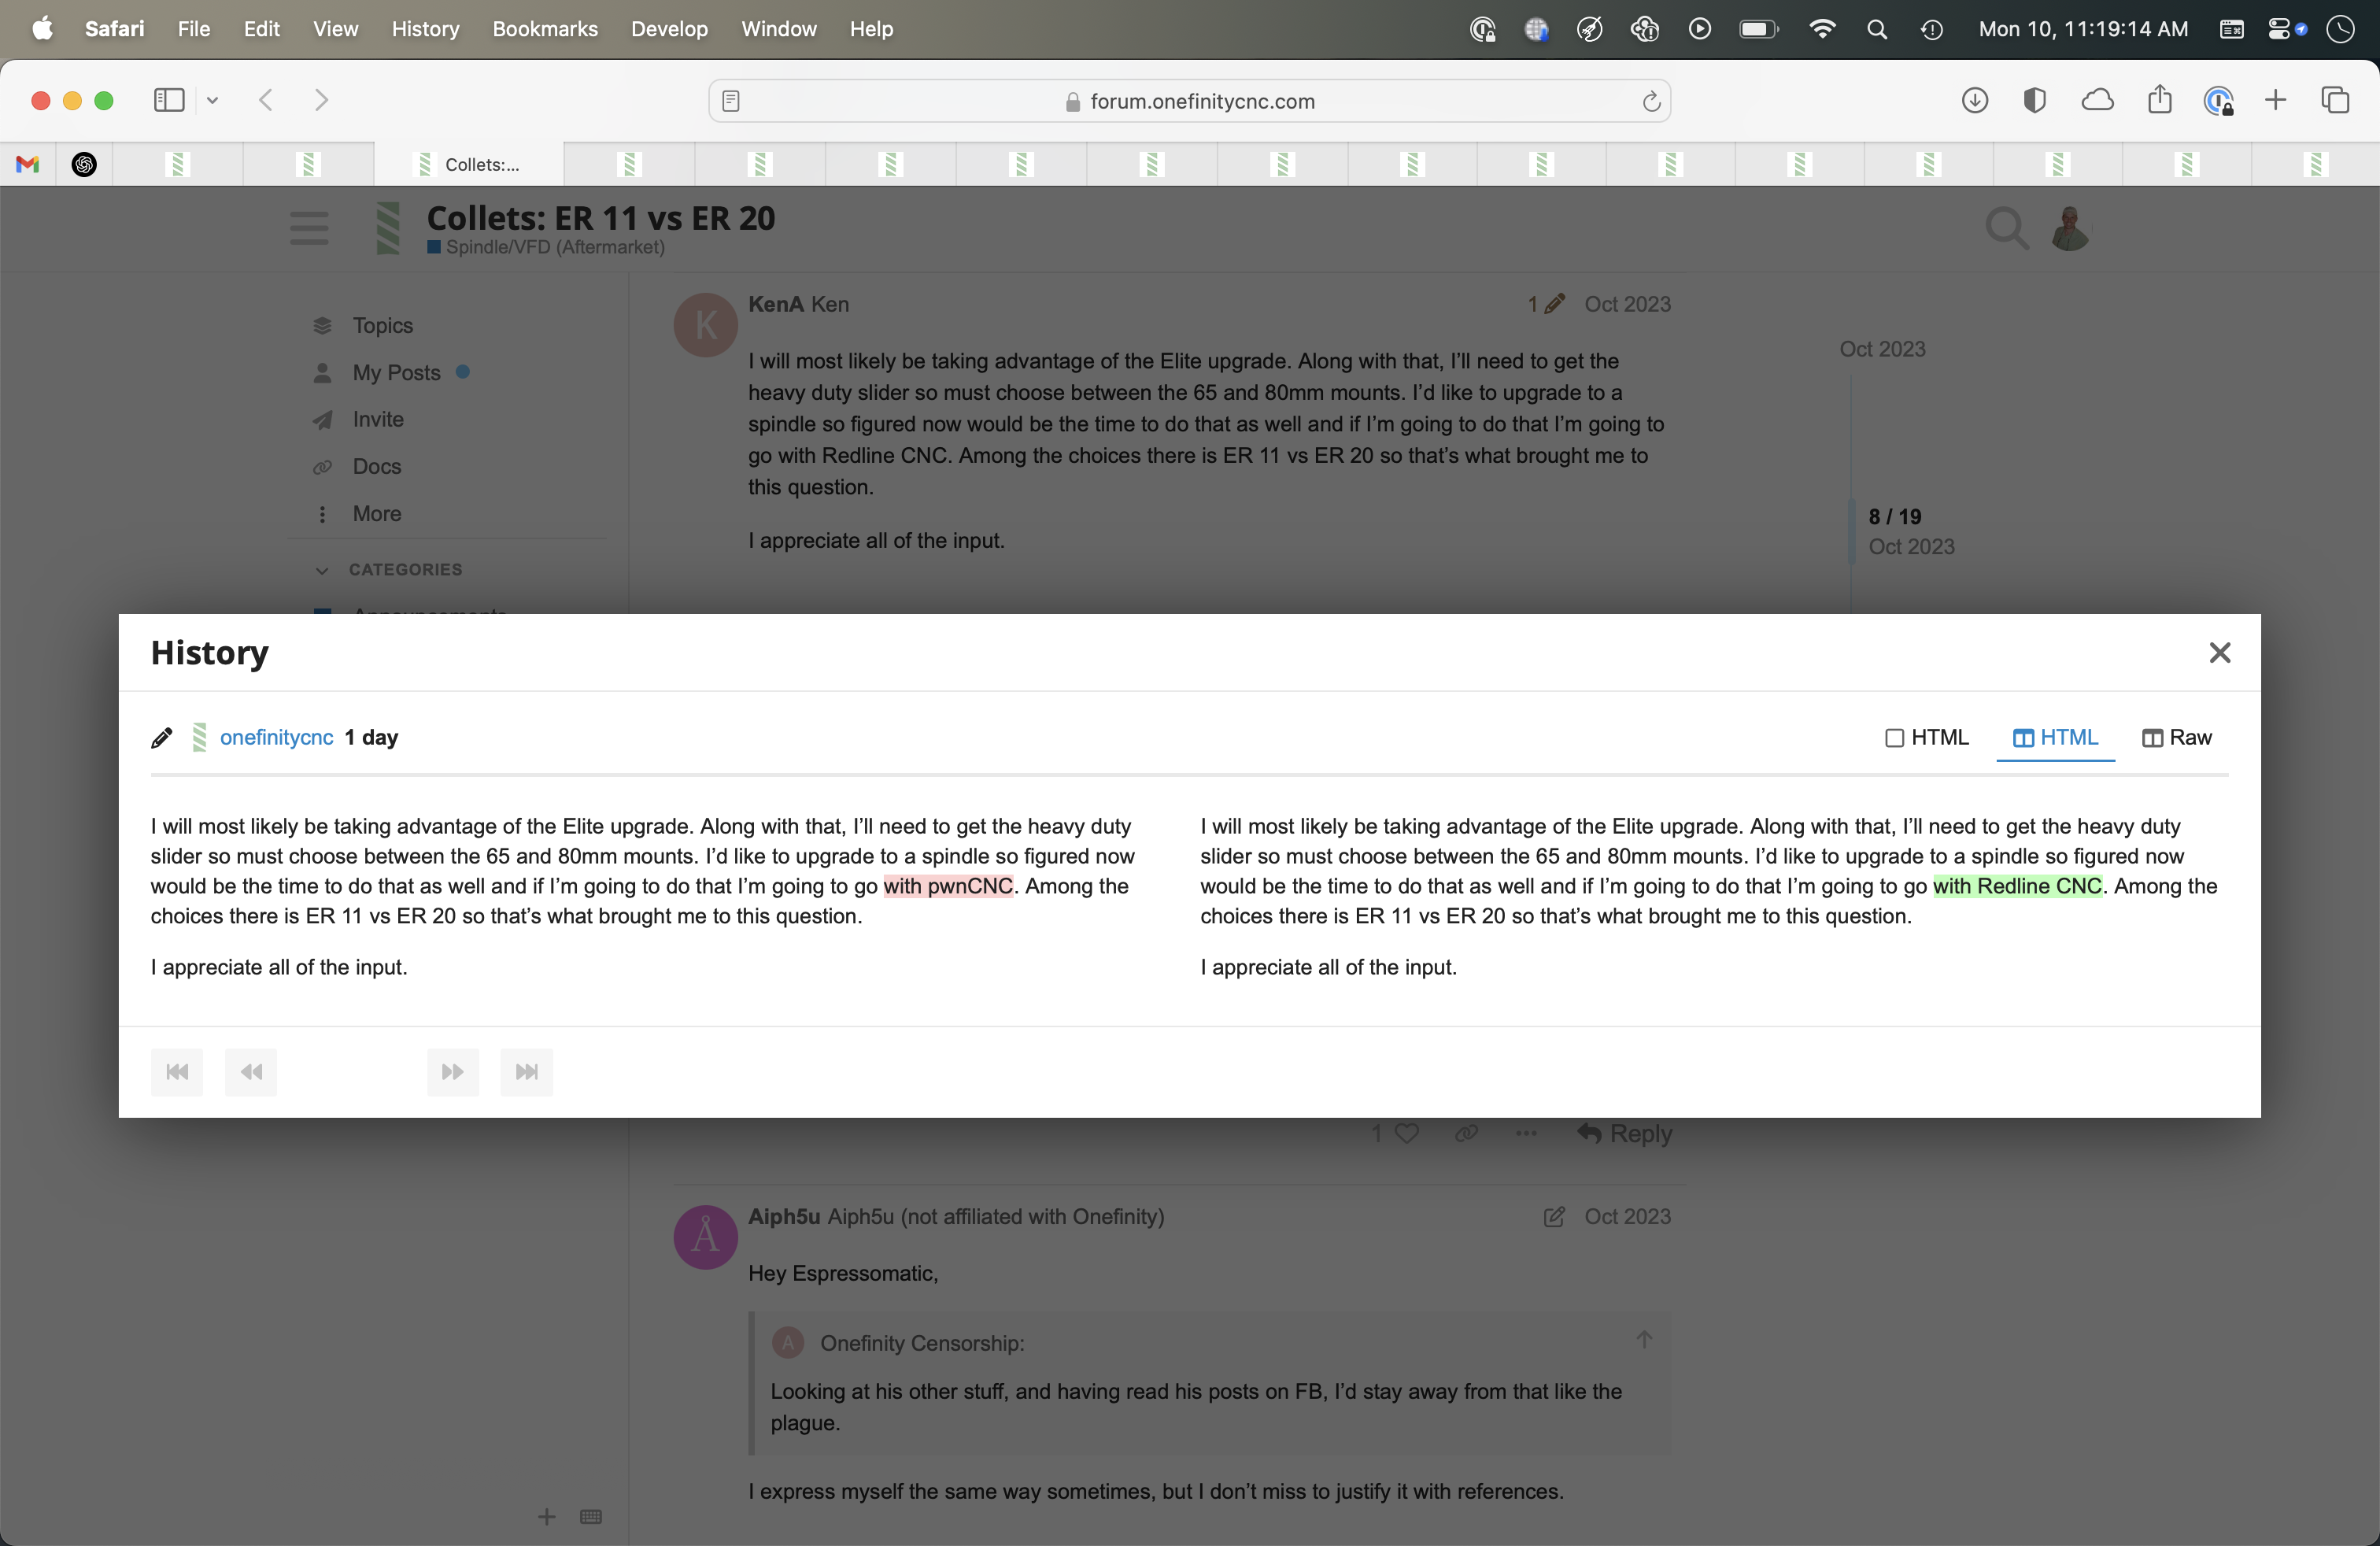 Safari File Edit View History Bookmarks Develop Window Help Mon 10, 11:19:14 AM
forum.onefinitycnc.com
Collets:...
Collets: ER 11 vs ER 20
Spindle/VFD (Aftermarket)
Topics
My Posts
Invite
Docs
More
CATEGORIES
Announcements
K
KenA Ken 1 Oct 2023
I will most likely be taking advantage of the Elite upgrade. Along with that, I’ll need to get the
heavy duty slider so must choose between the 65 and 80mm mounts. I’d like to upgrade to a
spindle so figured now would be the time to do that as well and if I’m going to do that I’m going to
go with Redline CNC. Among the choices there is ER 11 vs ER 20 so that’s what brought me to
this question.
I appreciate all of the input.
Oct 2023
8 / 19
Oct 2023
History
onefinitycnc 1 day HTML HTML Raw
I will most likely be taking advantage of the Elite upgrade. Along with that, I’ll need to get the heavy duty
slider so must choose between the 65 and 80mm mounts. I’d like to upgrade to a spindle so figured now
would be the time to do that as well and if I’m going to do that I’m going to go with pwnCNC. Among the
choices there is ER 11 vs ER 20 so that’s what brought me to this question.
I appreciate all of the input.
I will most likely be taking advantage of the Elite upgrade. Along with that, I’ll need to get the heavy duty
slider so must choose between the 65 and 80mm mounts. I’d like to upgrade to a spindle so figured now
would be the time to do that as well and if I’m going to do that I’m going to go with Redline CNC. Among the
choices there is ER 11 vs ER 20 so that’s what brought me to this question.
I appreciate all of the input.
1 Reply
Å
Aiph5u Aiph5u (not affiliated with Onefinity) Oct 2023
Hey Espressomatic,
A Onefinity Censorship:
Looking at his other stuff, and having read his posts on FB, I’d stay away from that like the
plague.
I express myself the same way sometimes, but I don’t miss to justify it with references.